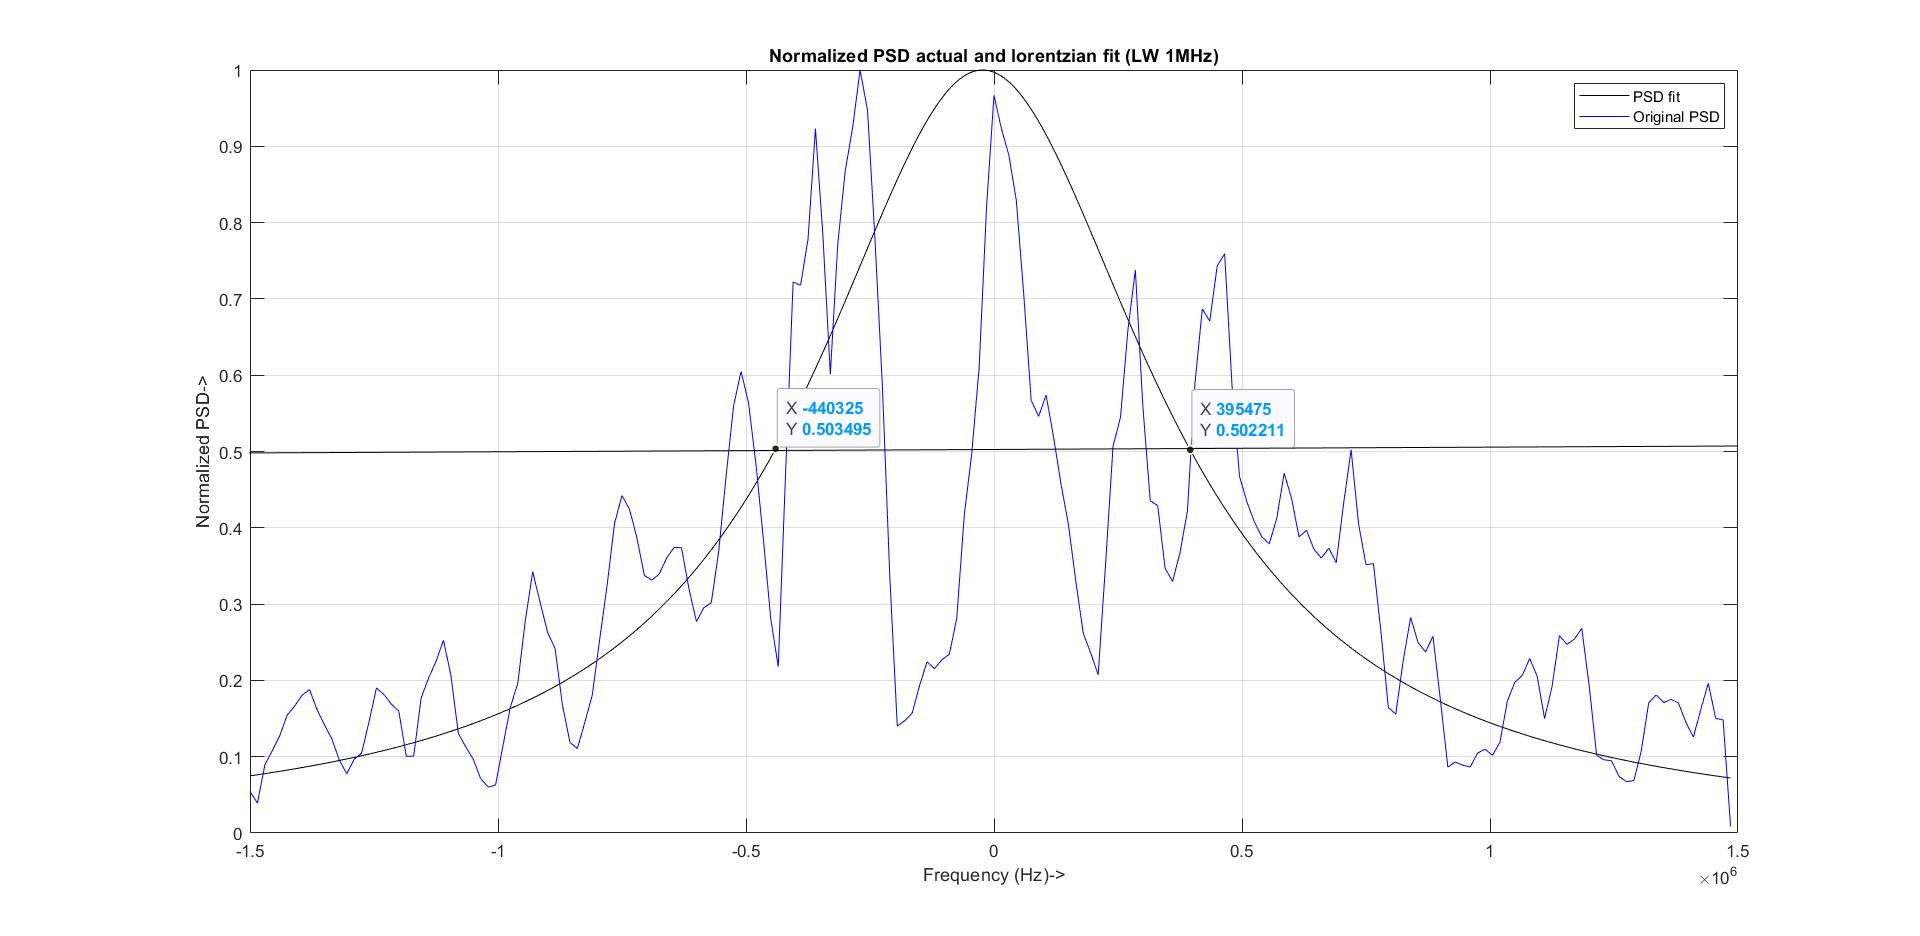 Normalized PSD actual and lorentzian fit (LW 1MHz)
PSD fit
Original PSD
1
0.9
0.8
0.7
0.6
0.5
0.4
0.3
0.2
0.1
0
Normalized PSD->
X -440325
Y 0.503495
X 395475
Y 0.502211
-1.5
-1
-0.5
0
0.5
1
1.5
Frequency (Hz)->
×10⁶